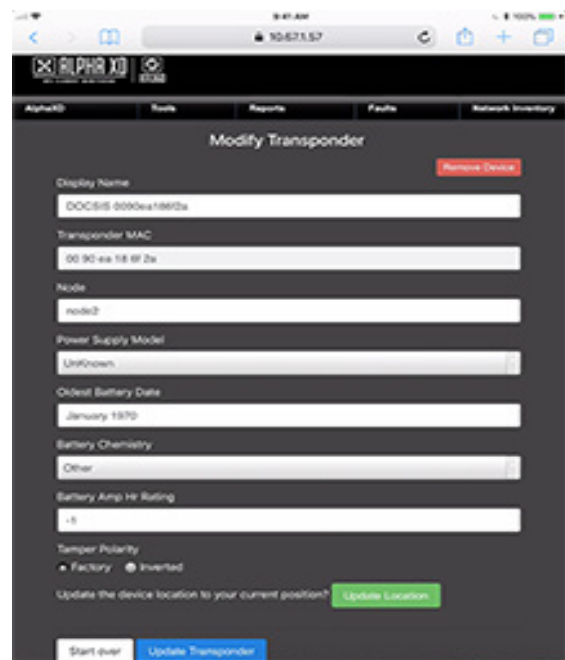 9:41 AM
100%
10.67.1.57
ALPHA XD
AlphaXD Tools Reports Faults Network Inventory
Modify Transponder
Remove Device
Display Name
DOCSIS 0090ea186f2a
Transponder MAC
00 90 ea 18 6f 2a
Node
node2
Power Supply Model
UnKnown
Oldest Battery Date
January 1970
Battery Chemistry
Other
Battery Amp Hr Rating
-1
Tamper Polarity
Factory Inverted
Update the device location to your current position? Update Location
Start over Update Transponder